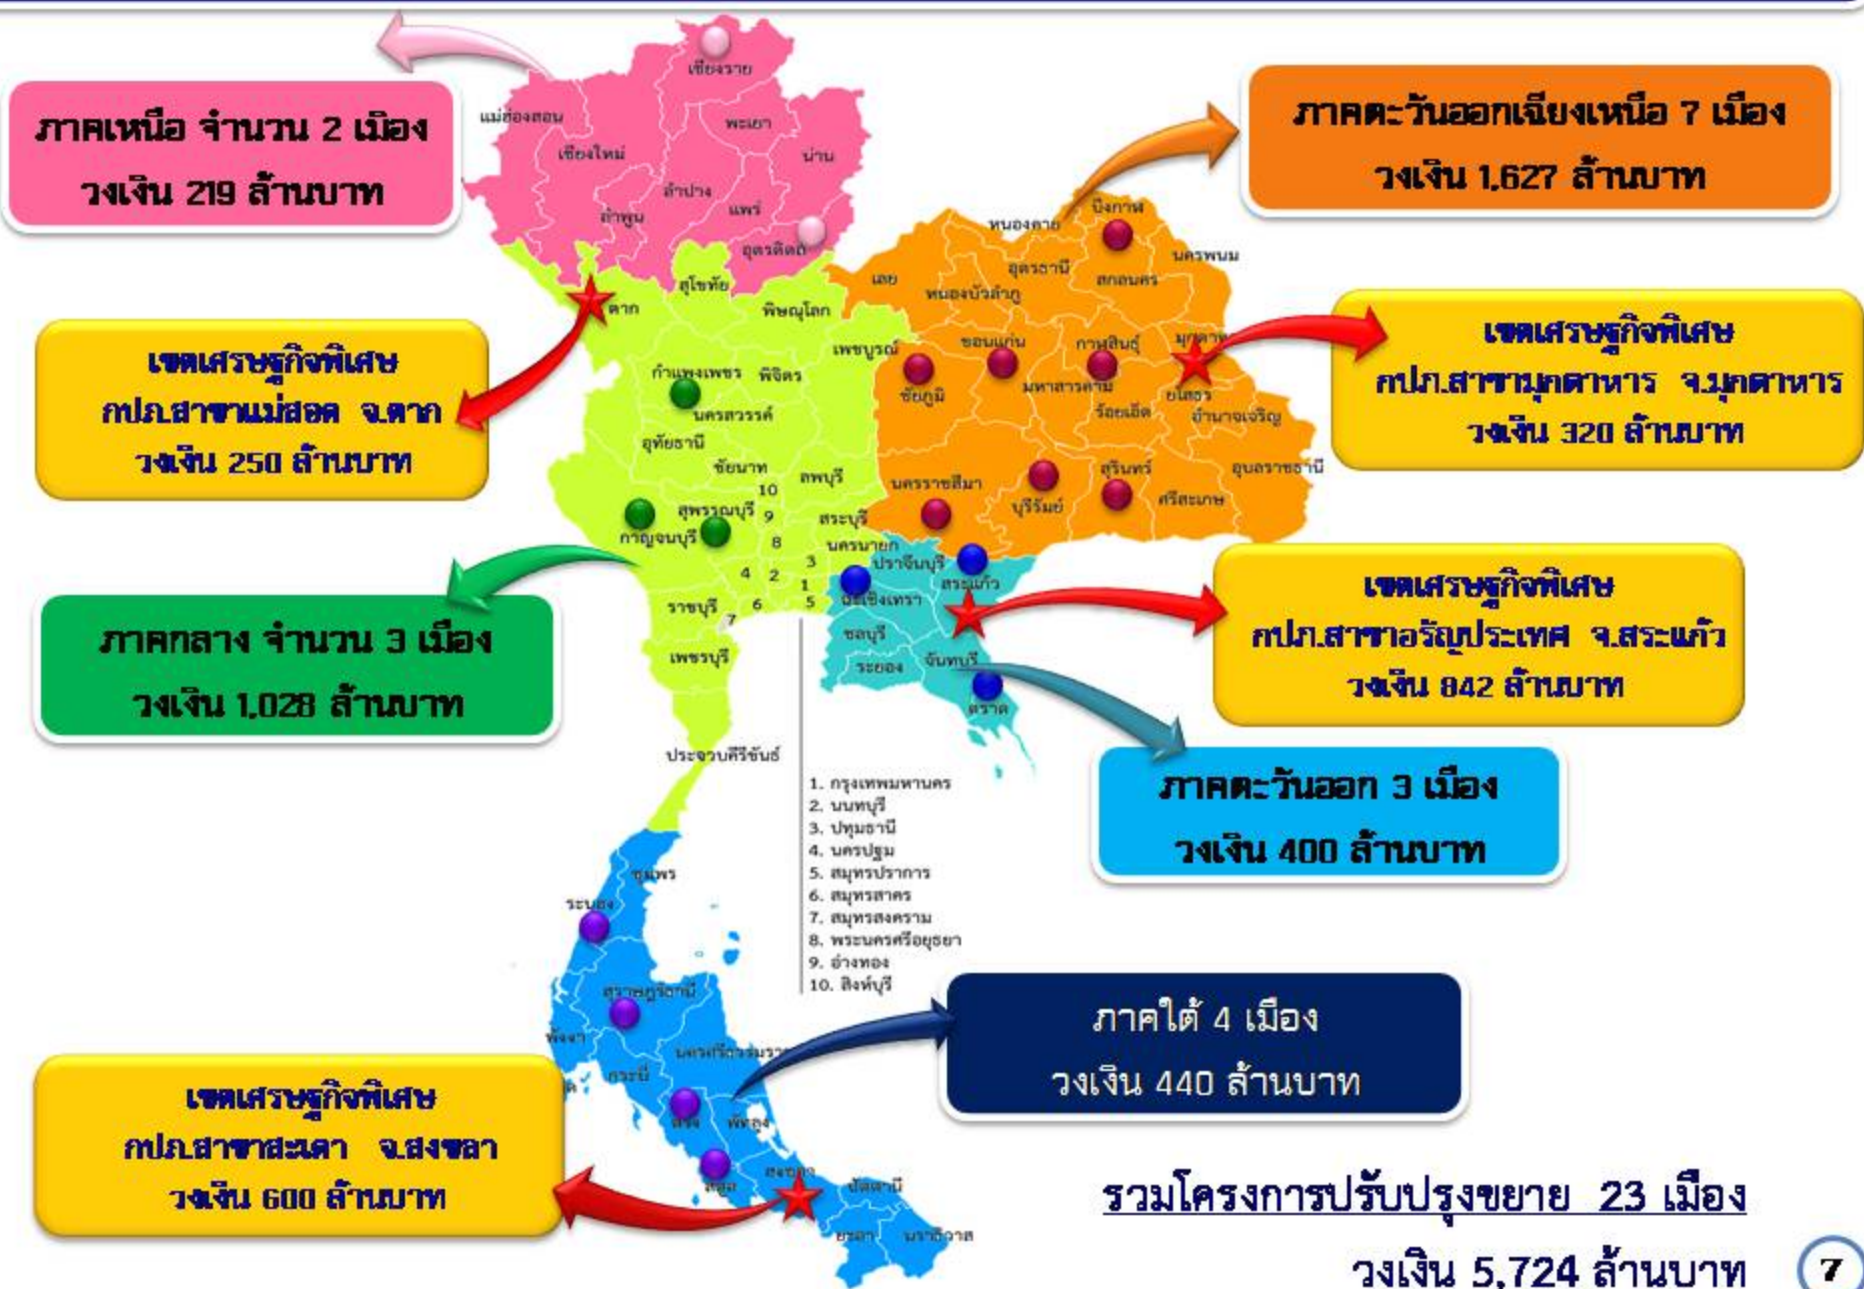 ภาคเหนือ จำนวน 2 เมือง
วงเงิน 219 ล้านบาท
ภาคตะวันออกเฉียงเหนือ 7 เมือง
วงเงิน 1,627 ล้านบาท
เขตเศรษฐกิจพิเศษ
กปภ.สาขาแม่สอด จ.ตาก
วงเงิน 250 ล้านบาท
เขตเศรษฐกิจพิเศษ
กปภ.สาขามุกดาหาร จ.มุกดาหาร
วงเงิน 320 ล้านบาท
ภาคกลาง จำนวน 3 เมือง
วงเงิน 1,028 ล้านบาท
เขตเศรษฐกิจพิเศษ
กปภ.สาขาอรัญประเทศ จ.สระแก้ว
วงเงิน 842 ล้านบาท
ภาคตะวันออก 3 เมือง
วงเงิน 400 ล้านบาท
ภาคใต้ 4 เมือง
วงเงิน 440 ล้านบาท
เขตเศรษฐกิจพิเศษ
กปภ.สาขาสะเดา จ.สงขลา
วงเงิน 600 ล้านบาท
เชียงราย
แม่ฮ่องสอน
พะเยา
เชียงใหม่
น่าน
ลำปาง
แพร่
ลำพูน
อุตรดิตถ์
สุโขทัย
ตาก
พิษณุโลก
เพชรบูรณ์
กำแพงเพชร
พิจิตร
นครสวรรค์
อุทัยธานี
ชัยนาท
ลพบุรี
10
สุพรรณบุรี
9
สระบุรี
กาญจนบุรี
8
นครนายก
3
4
2
1
ราชบุรี
6
5
7
เพชรบุรี
ประจวบคีรีขันธ์
บึงกาฬ
หนองคาย
นครพนม
อุดรธานี
เลย
สกลนคร
หนองบัวลำภู
ขอนแก่น
กาฬสินธุ์
ชัยภูมิ
มหาสารคาม
ยโสธร
ร้อยเอ็ด
อำนาจเจริญ
นครราชสีมา
สุรินทร์
อุบลราชธานี
บุรีรัมย์
ศรีสะเกษ
ปราจีนบุรี
สระแก้ว
ฉะเชิงเทรา
ชลบุรี
ระยอง
จันทบุรี
ตราด
1. กรุงเทพมหานคร
2. นนทบุรี
3. ปทุมธานี
4. นครปฐม
5. สมุทรปราการ
6. สมุทรสาคร
7. สมุทรสงคราม
8. พระนครศรีอยุธยา
9. อ่างทอง
10. สิงห์บุรี
ชุมพร
ระนอง
สุราษฎร์ธานี
พังงา
กระบี่
ตรัง
พัทลุง
สตูล
สงขลา
ปัตตานี
ยะลา
นราธิวาส
รวมโครงการปรับปรุงขยาย 23 เมือง
วงเงิน 5,724 ล้านบาท
7